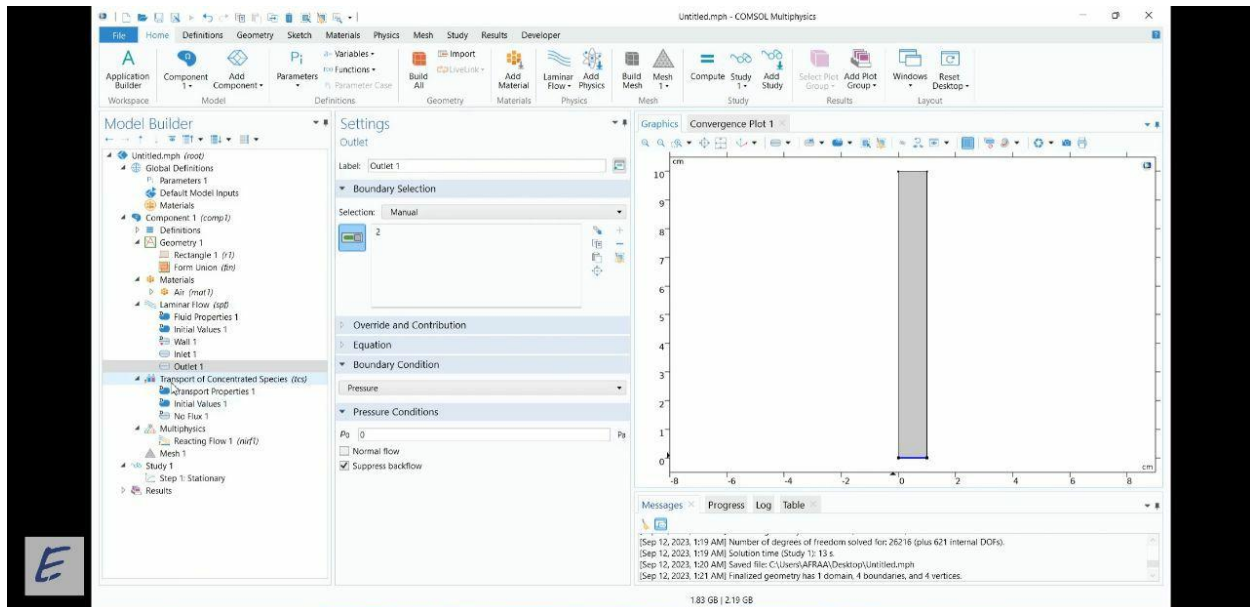 Untitled.mph - COMSOL Multiphysics
File Home Definitions Geometry Sketch Materials Physics Mesh Study Results Developer
Application Builder
Component 1
Add Component
Parameters
Variables
Functions
Parameter Case
Build All
Import
LiveLink
Add Material
Laminar Flow
Add Physics
Build Mesh
Mesh 1
Compute
Study 1
Add Study
Select Plot Group
Add Plot Group
Windows
Reset Desktop
Workspace Model Definitions Geometry Materials Physics Mesh Study Results Layout
Model Builder
Untitled.mph (root)
Global Definitions
Parameters 1
Default Model Inputs
Materials
Component 1 (comp1)
Definitions
Geometry 1
Rectangle 1 (r1)
Form Union (fin)
Materials
Air (mat1)
Laminar Flow (spf)
Fluid Properties 1
Initial Values 1
Wall 1
Inlet 1
Outlet 1
Transport of Concentrated Species (tcs)
Transport Properties 1
Initial Values 1
No Flux 1
Multiphysics
Reacting Flow 1 (nirf1)
Mesh 1
Study 1
Step 1: Stationary
Results
Settings
Outlet
Label: Outlet 1
Boundary Selection
Selection: Manual
2
Override and Contribution
Equation
Boundary Condition
Pressure
Pressure Conditions
p0 0 Pa
Normal flow
Suppress backflow
Graphics Convergence Plot 1
cm
10
9
8
7
6
5
4
3
2
1
0
-8 -6 -4 -2 0 2 4 6 8
cm
Messages Progress Log Table
[Sep 12, 2023, 1:19 AM] Number of degrees of freedom solved for: 26216 (plus 621 internal DOFs).
[Sep 12, 2023, 1:19 AM] Solution time (Study 1): 13 s.
[Sep 12, 2023, 1:20 AM] Saved file: C:\Users\AFRAA\Desktop\Untitled.mph
[Sep 12, 2023, 1:21 AM] Finalized geometry has 1 domain, 4 boundaries, and 4 vertices.
1.83 GB | 2.19 GB
E